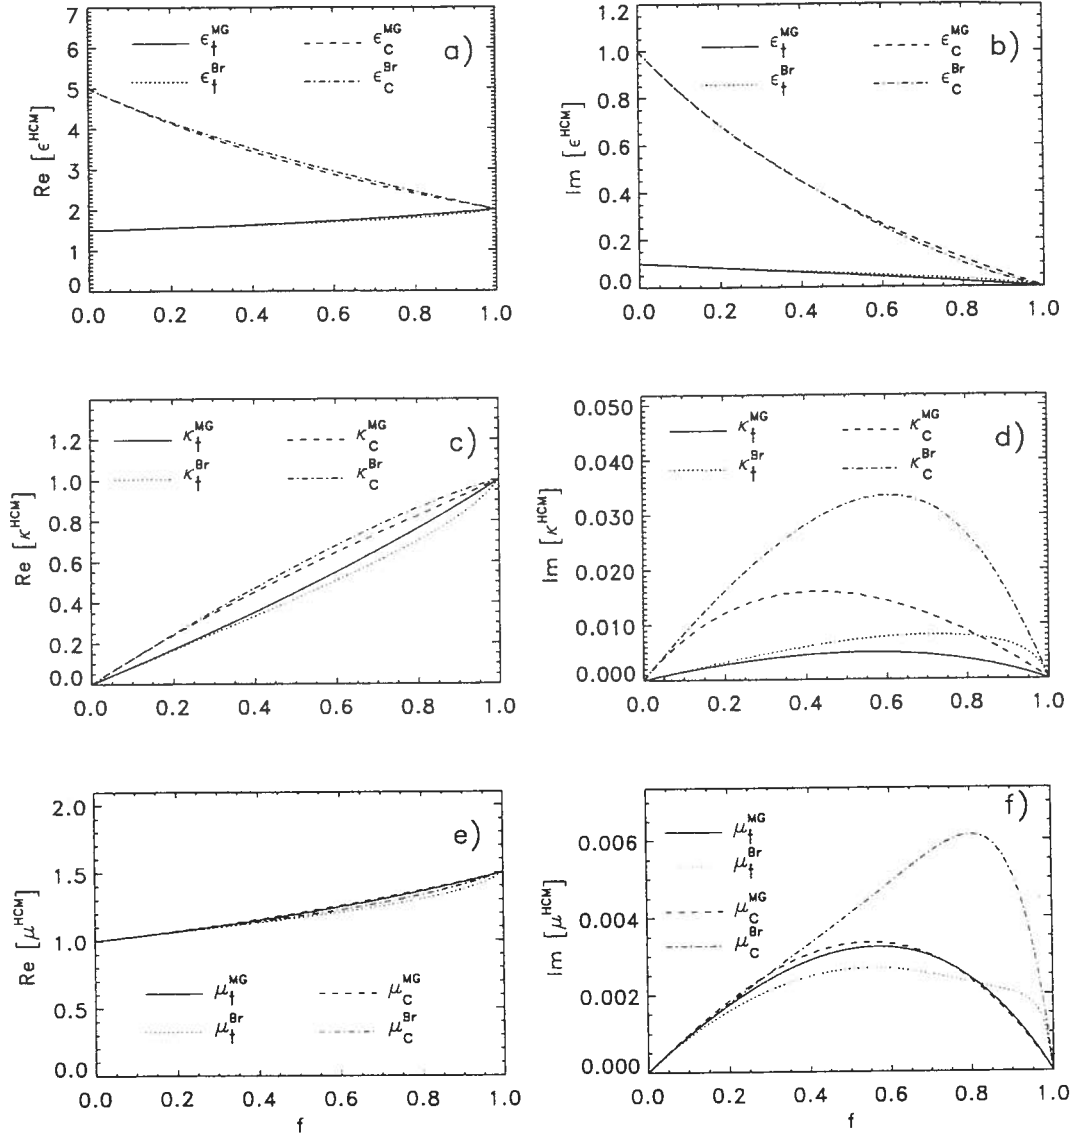 7
6
5
4
3
2
1
0
Re [ϵ^HCM]
ϵ_t^MG
ϵ_c^MG
ϵ_t^Br
ϵ_c^Br
a)
0.0 0.2 0.4 0.6 0.8 1.0
1.2
1.0
0.8
0.6
0.4
0.2
0.0
Im [ϵ^HCM]
ϵ_t^MG
ϵ_c^MG
ϵ_t^Br
ϵ_c^Br
b)
0.0 0.2 0.4 0.6 0.8 1.0
1.2
1.0
0.8
0.6
0.4
0.2
0.0
Re [κ^HCM]
κ_t^MG
κ_c^MG
κ_t^Br
κ_c^Br
c)
0.0 0.2 0.4 0.6 0.8 1.0
0.050
0.040
0.030
0.020
0.010
0.000
Im [κ^HCM]
κ_t^MG
κ_c^MG
κ_t^Br
κ_c^Br
d)
0.0 0.2 0.4 0.6 0.8 1.0
2.0
1.5
1.0
0.5
0.0
Re [μ^HCM]
e)
μ_t^MG
μ_c^MG
μ_t^Br
μ_c^Br
0.0 0.2 0.4 0.6 0.8 1.0
f
0.006
0.004
0.002
0.000
Im [μ^HCM]
f)
μ_t^MG
μ_t^Br
μ_c^MG
μ_c^Br
0.0 0.2 0.4 0.6 0.8 1.0
f